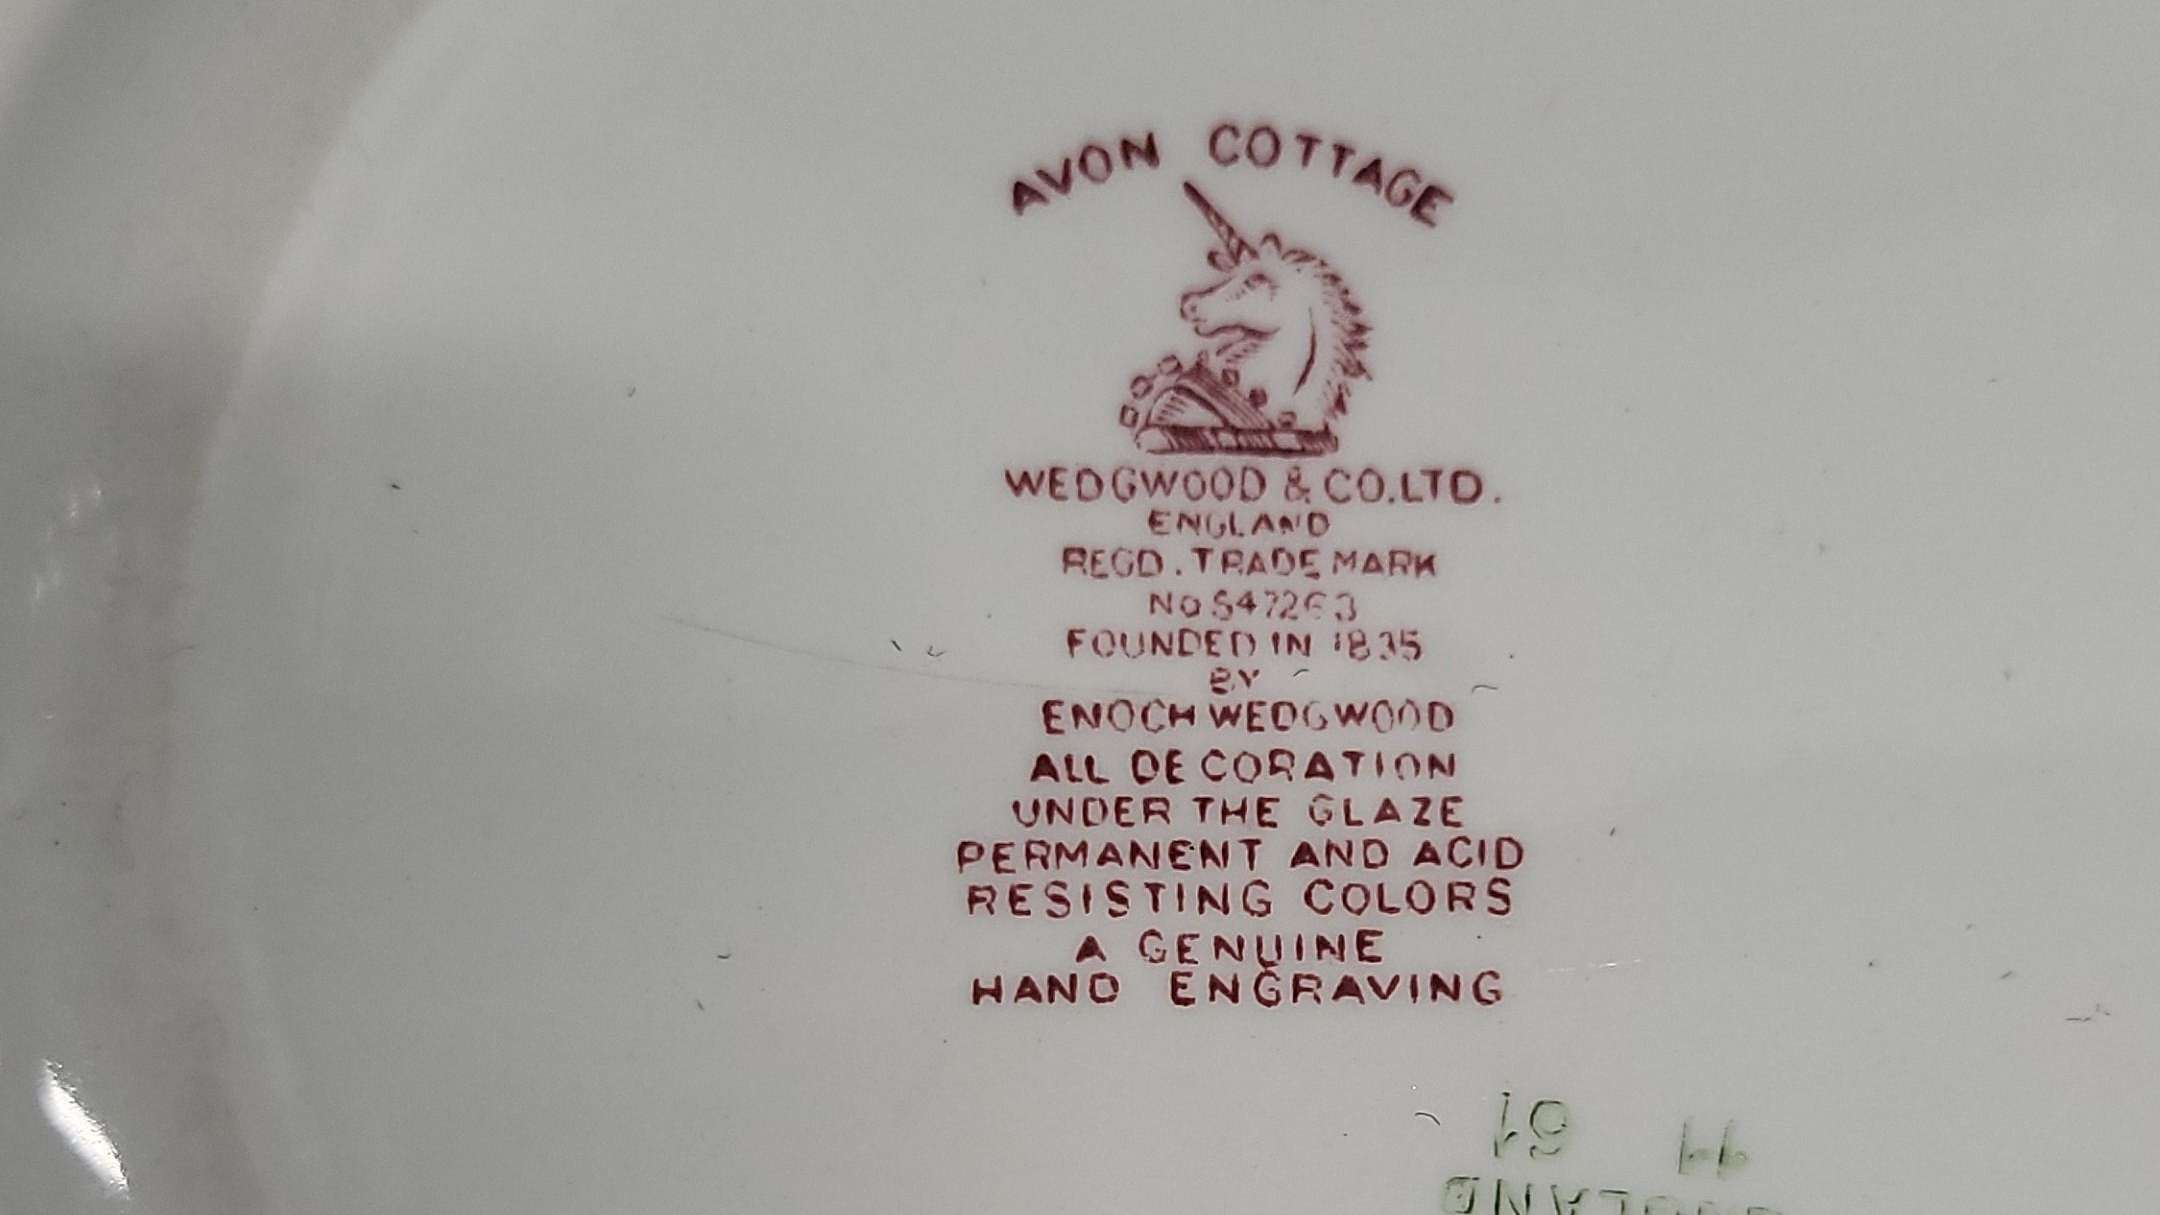 AVON COTTAGE
WEDGWOOD & CO. LTD.
ENGLAND
REGD. TRADE MARK
FOUNDED IN 1835
BY
ENOCH WEDGWOOD
ALL DECORATION
UNDER THE GLAZE
PERMANENT AND ACID
RESISTING COLORS
A GENUINE
HAND ENGRAVING